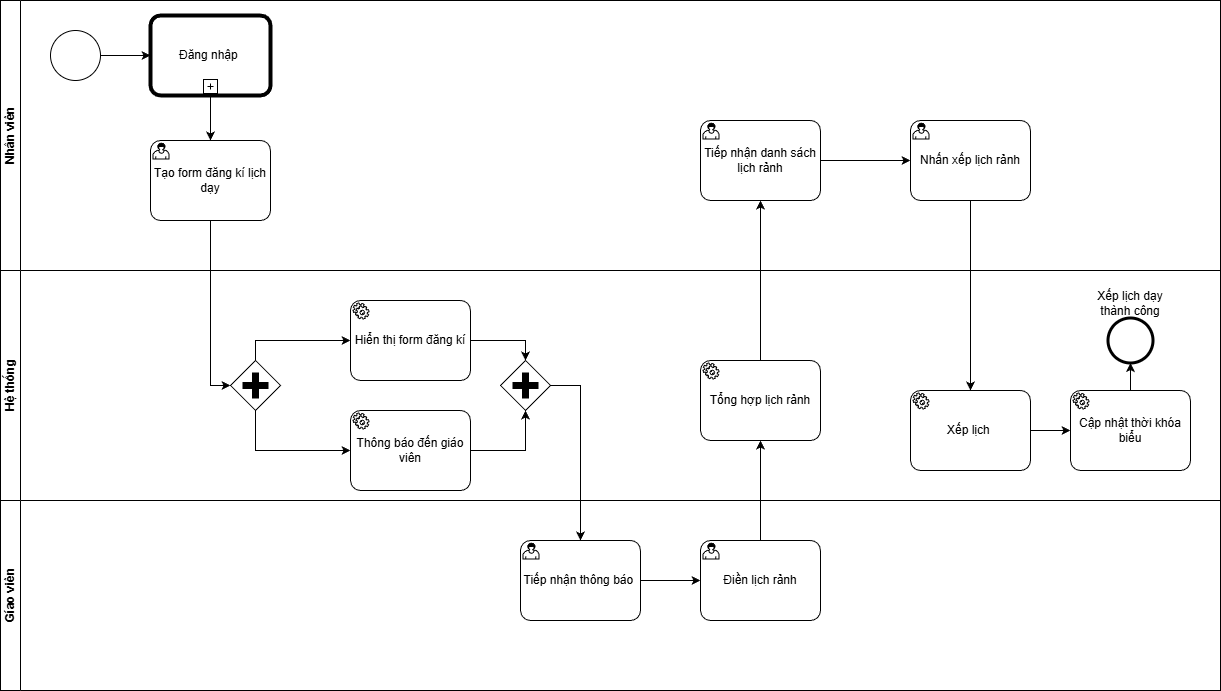 Nhân viên
Đăng nhập
Tạo form đăng kí lịch
dạy
Tiếp nhận danh sách
lịch rảnh
Nhấn xếp lịch rảnh
Hệ thống
Hiển thị form đăng kí
Thông báo đến giáo
viên
Tổng hợp lịch rảnh
Xếp lịch
Cập nhật thời khóa
biểu
Xếp lịch dạy
thành công
Giáo viên
Tiếp nhận thông báo
Điền lịch rảnh